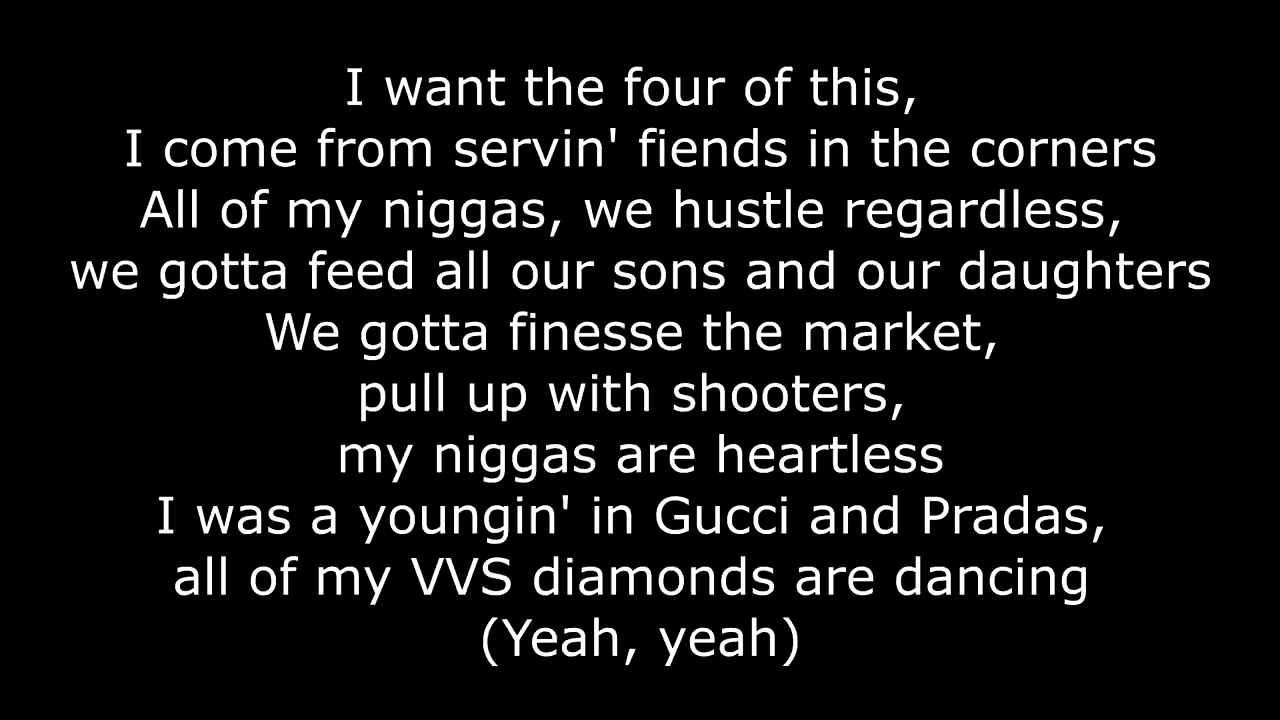 I want the four of this,
I come from servin' fiends in the corners
All of my niggas, we hustle regardless,
we gotta feed all our sons and our daughters
We gotta finesse the market,
pull up with shooters,
my niggas are heartless
I was a youngin' in Gucci and Pradas,
all of my VVS diamonds are dancing
(Yeah, yeah)